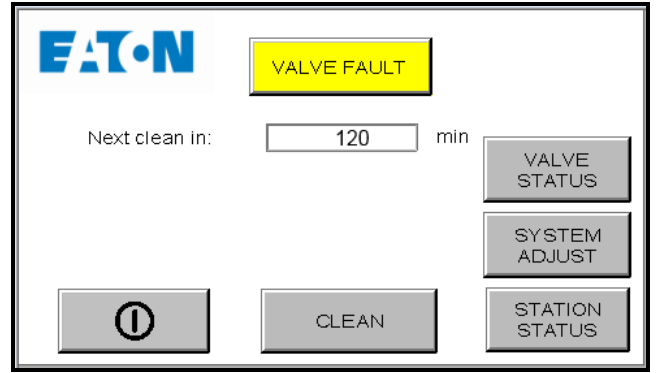 EATON
VALVE FAULT
Next clean in: 120 min
VALVE
STATUS
SYSTEM
ADJUST
CLEAN
STATION
STATUS